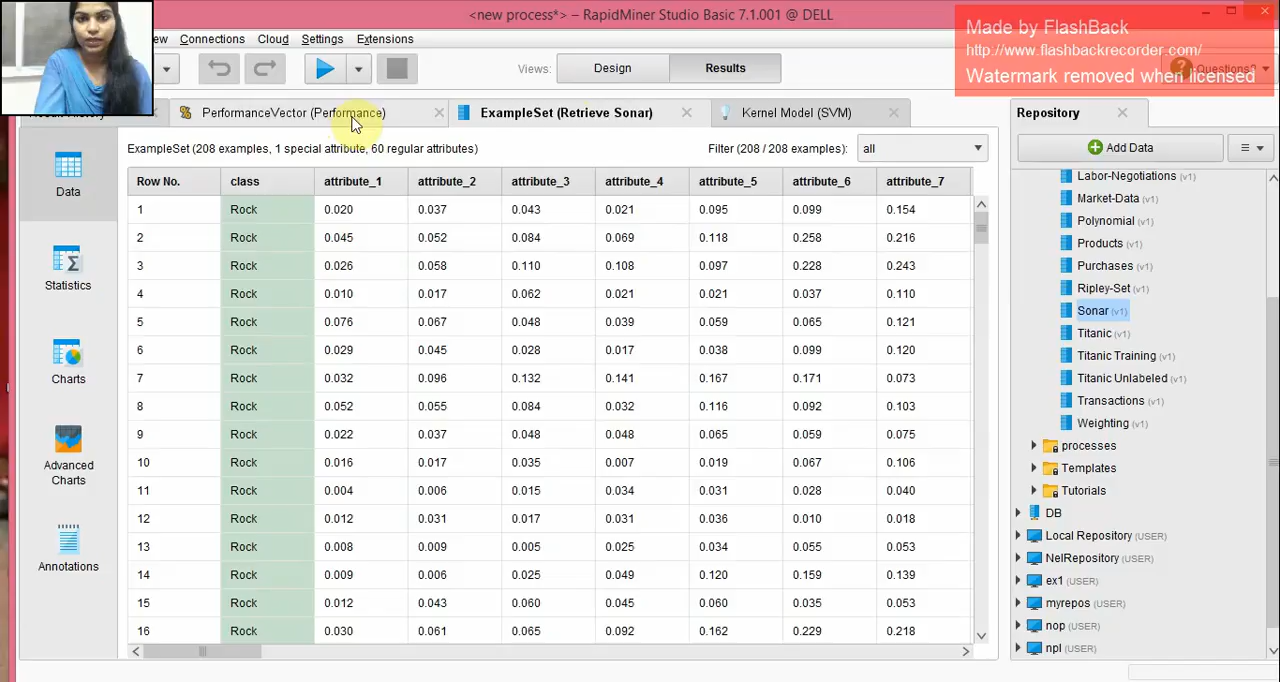 <new process*> – RapidMiner Studio Basic 7.1.001 @ DELL
Made by FlashBack
http://www.flashbackrecorder.com/
Watermark removed when licensed
ew Connections Cloud Settings Extensions
Views: Design Results
Questions?
PerformanceVector (Performance) ExampleSet (Retrieve Sonar) Kernel Model (SVM)
Repository
ExampleSet (208 examples, 1 special attribute, 60 regular attributes)
Filter (208 / 208 examples): all
Add Data
Data
Statistics
Charts
Advanced
Charts
Annotations
Row No. class attribute_1 attribute_2 attribute_3 attribute_4 attribute_5 attribute_6 attribute_7
1 Rock 0.020 0.037 0.043 0.021 0.095 0.099 0.154
2 Rock 0.045 0.052 0.084 0.069 0.118 0.258 0.216
3 Rock 0.026 0.058 0.110 0.108 0.097 0.228 0.243
4 Rock 0.010 0.017 0.062 0.021 0.021 0.037 0.110
5 Rock 0.076 0.067 0.048 0.039 0.059 0.065 0.121
6 Rock 0.029 0.045 0.028 0.017 0.038 0.099 0.120
7 Rock 0.032 0.096 0.132 0.141 0.167 0.171 0.073
8 Rock 0.052 0.055 0.084 0.032 0.116 0.092 0.103
9 Rock 0.022 0.037 0.048 0.048 0.065 0.059 0.075
10 Rock 0.016 0.017 0.035 0.007 0.019 0.067 0.106
11 Rock 0.004 0.006 0.015 0.034 0.031 0.028 0.040
12 Rock 0.012 0.031 0.017 0.031 0.036 0.010 0.018
13 Rock 0.008 0.009 0.005 0.025 0.034 0.055 0.053
14 Rock 0.009 0.006 0.025 0.049 0.120 0.159 0.139
15 Rock 0.012 0.043 0.060 0.045 0.060 0.035 0.053
16 Rock 0.030 0.061 0.065 0.092 0.162 0.229 0.218
Labor-Negotiations (v1)
Market-Data (v1)
Polynomial (v1)
Products (v1)
Purchases (v1)
Ripley-Set (v1)
Sonar (v1)
Titanic (v1)
Titanic Training (v1)
Titanic Unlabeled (v1)
Transactions (v1)
Weighting (v1)
processes
Templates
Tutorials
DB
Local Repository (USER)
NelRepository (USER)
ex1 (USER)
myrepos (USER)
nop (USER)
npl (USER)